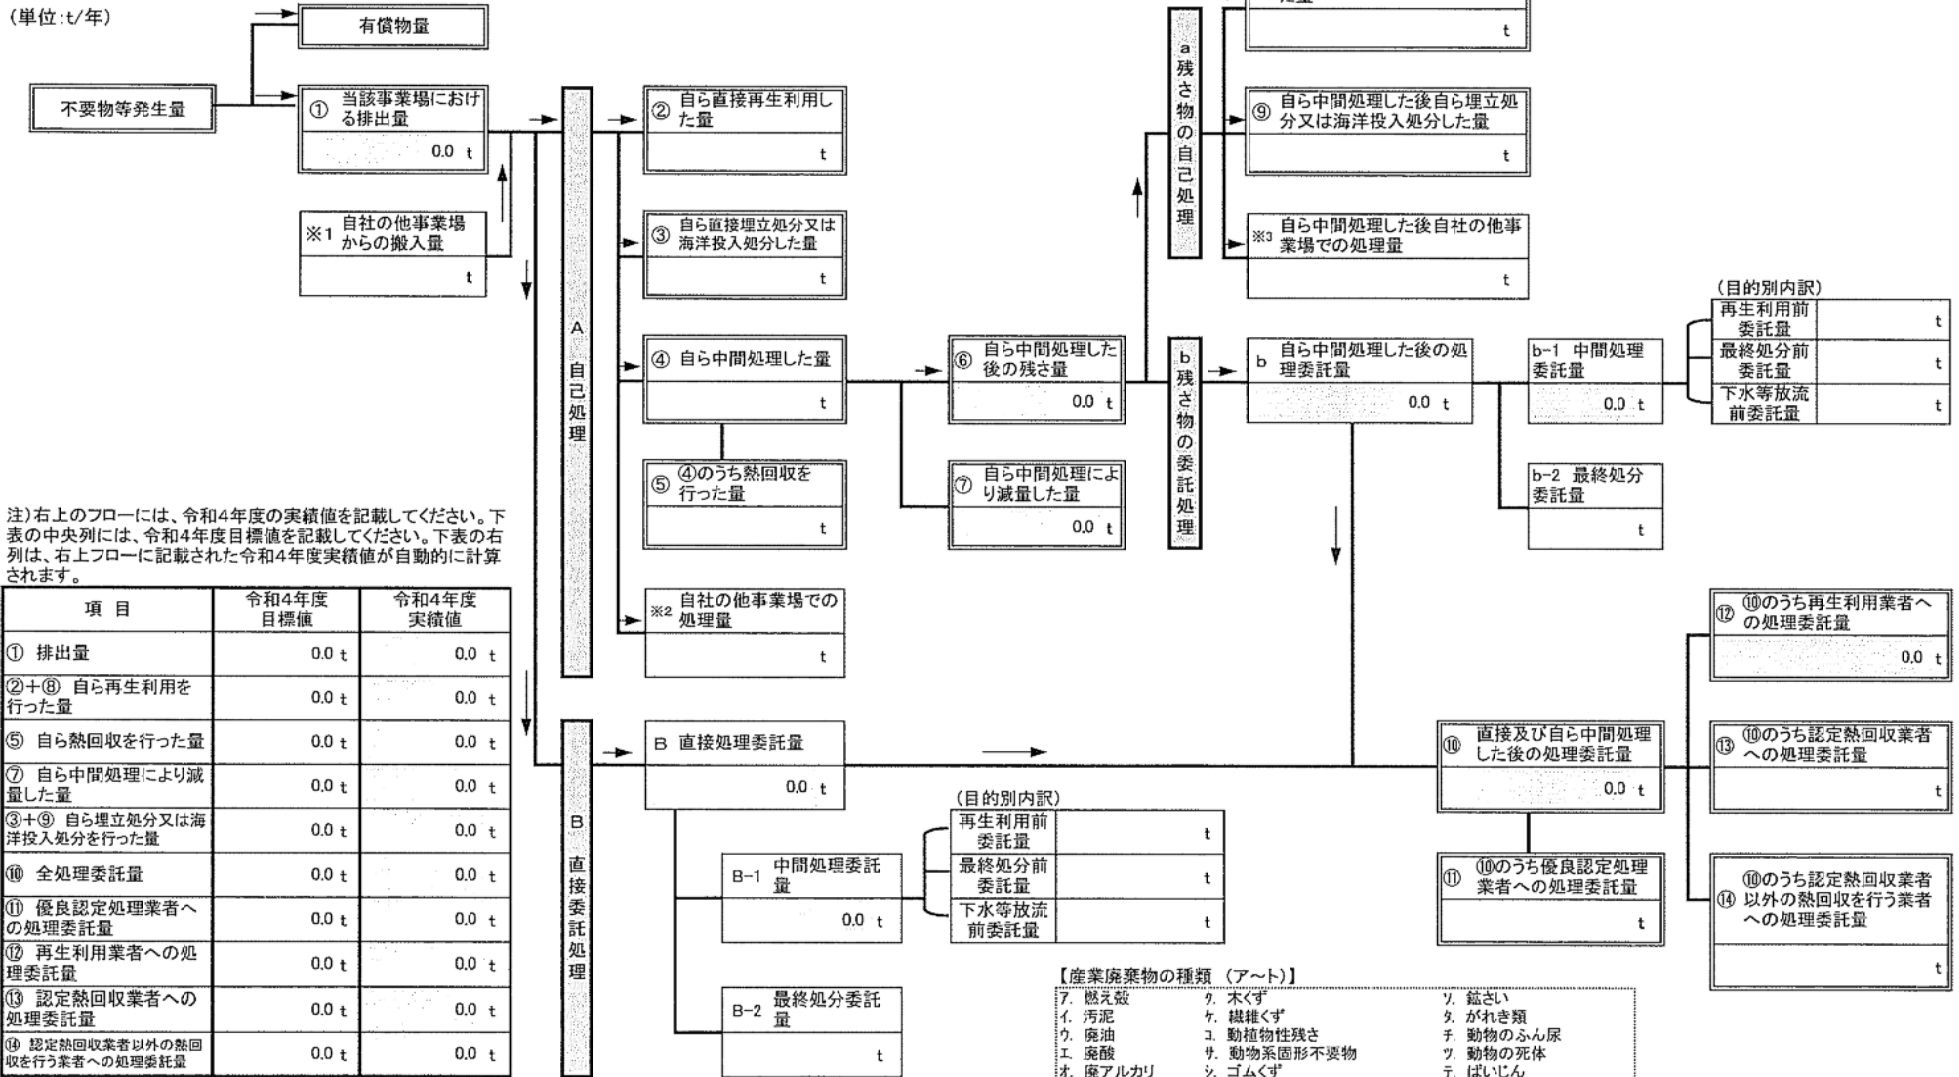 (単位:t/年)
有償物量
不要物等発生量
① 当該事業場におけ
る排出量
0.0 t
※1 自社の他事業場
からの搬入量
t
A 自己処理
② 自ら直接再生利用し
た量
t
③ 自ら直接埋立処分又は
海洋投入処分した量
t
④ 自ら中間処理した量
t
⑤ ④のうち熱回収を
行った量
t
※2 自社の他事業場での
処理量
t
⑥ 自ら中間処理した
後の残さ量
0.0 t
⑦ 自ら中間処理によ
り減量した量
0.0 t
a 残さ物の自己処理
t
⑨ 自ら中間処理した後自ら埋立処
分又は海洋投入処分した量
t
※3 自ら中間処理した後自社の他事
業場での処理量
t
b 残さ物の委託処理
b 自ら中間処理した後の処
理委託量
0.0 t
b-1 中間処理
委託量
0.0 t
b-2 最終処分
委託量
t
(目的別内訳)
再生利用前
委託量 t
最終処分前
委託量 t
下水等放流
前委託量 t
注)右上のフローには、令和4年度の実績値を記載してください。下
表の中央列には、令和4年度目標値を記載してください。下表の右
列は、右上フローに記載された令和4年度実績値が自動的に計算
されます。
項 目 令和4年度 目標値 令和4年度 実績値
① 排出量 0.0 t 0.0 t
②+⑧ 自ら再生利用を
行った量 0.0 t 0.0 t
⑤ 自ら熱回収を行った量 0.0 t 0.0 t
⑦ 自ら中間処理により減
量した量 0.0 t 0.0 t
③+⑨ 自ら埋立処分又は海
洋投入処分を行った量 0.0 t 0.0 t
⑩ 全処理委託量 0.0 t 0.0 t
⑪ 優良認定処理業者へ
の処理委託量 0.0 t 0.0 t
⑫ 再生利用業者への処
理委託量 0.0 t 0.0 t
⑬ 認定熱回収業者への
処理委託量 0.0 t 0.0 t
⑭ 認定熱回収業者以外の熱回
収を行う業者への処理委託量 0.0 t 0.0 t
B 直接委託処理
B 直接処理委託量
0.0 t
B-1 中間処理委託
量
0.0 t
B-2 最終処分委託
量
t
(目的別内訳)
再生利用前
委託量 t
最終処分前
委託量 t
下水等放流
前委託量 t
⑩ 直接及び自ら中間処理
した後の処理委託量
0.0 t
⑪ ⑩のうち優良認定処理
業者への処理委託量
t
⑫ ⑩のうち再生利用業者へ
の処理委託量
0.0 t
⑬ ⑩のうち認定熱回収業者
への処理委託量
t
⑭ ⑩のうち認定熱回収業者
以外の熱回収を行う業者
への処理委託量
t
【産業廃棄物の種類 (ア~ト)】
ア. 燃え殻 ク. 木くず ソ. 鉱さい
イ. 汚泥 ケ. 繊維くず タ. がれき類
ウ. 廃油 コ. 動植物性残さ チ. 動物のふん尿
エ. 廃酸 サ. 動物系固形不要物 ツ. 動物の死体
オ. 廃アルカリ シ. ゴムくず テ. ばいじん